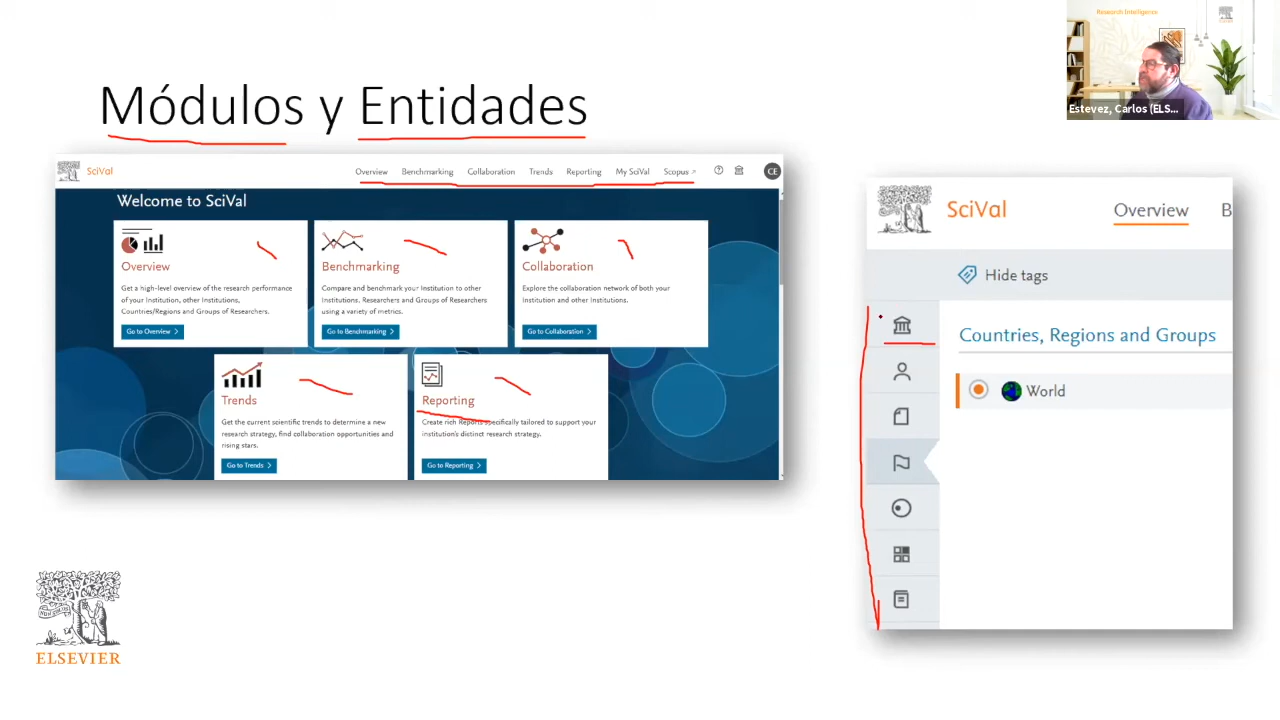 Research Intelligence
Estevez, Carlos (ELS...
Módulos y Entidades
SciVal
Overview Benchmarking Collaboration Trends Reporting My SciVal Scopus CE
Welcome to SciVal
Overview
Get a high-level overview of the research performance
of your Institution, other Institutions,
Countries/Regions and Groups of Researchers.
Go to Overview
Benchmarking
Compare and benchmark your Institution to other
Institutions, Researchers and Groups of Researchers
using a variety of metrics.
Go to Benchmarking
Collaboration
Explore the collaboration network of both your
Institution and other Institutions.
Go to Collaboration
Trends
Get the current scientific trends to determine a new
research strategy, find collaboration opportunities and
rising stars.
Go to Trends
Reporting
Create rich Reports specifically tailored to support your
institution's distinct research strategy.
Go to Reporting
SciVal
Overview B
Hide tags
Countries, Regions and Groups
World
ELSEVIER